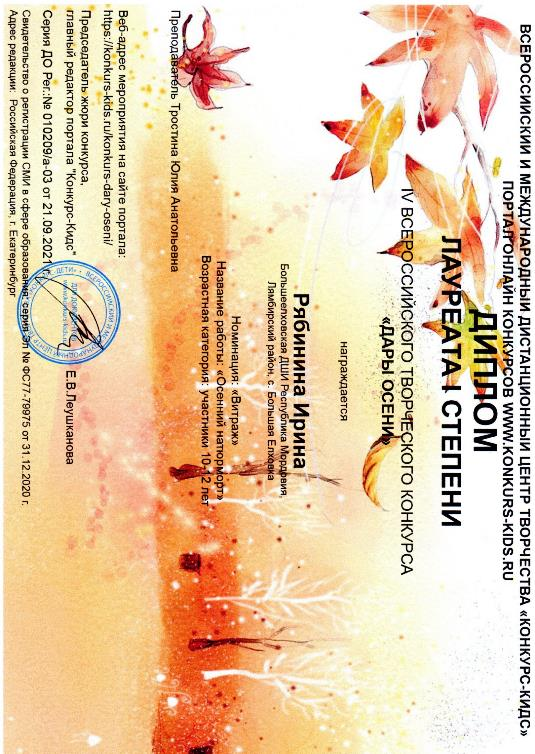 ВСЕРОССИЙСКИЙ И МЕЖДУНАРОДНЫЙ ДИСТАНЦИОННЫЙ ЦЕНТР ТВОРЧЕСТВА «КОНКУРС-КИДС»
ПОРТАЛ ОНЛАЙН КОНКУРСОВ WWW.KONKURS-KIDS.RU
ДИПЛОМ
ЛАУРЕАТА I СТЕПЕНИ
IV ВСЕРОССИЙСКОГО ТВОРЧЕСКОГО КОНКУРСА
«ДАРЫ ОСЕНИ»
награждается
Рябинина Ирина
Большеелховская ДШИ Республика Мордовия,
Лямбирский район, с. Большая Елховка
Номинация: «Витраж»
Название работы: «Осенний натюрморт»
Возрастная категория: участники 10-12 лет
Преподаватель Тростина Юлия Анатольевна
Веб-адрес мероприятия на сайте портала:
https://konkurs-kids.ru/konkurs-dary-oseni/
Председатель жюри конкурса,
главный редактор портала "Конкурс-Кидс" Е.В.Леушканова
Серия ДО Рег.№ 010209/а-03 от 21.09.2021 г.
Свидетельство о регистрации СМИ в сфере образования: серия Эл № ФС77-79975 от 31.12.2020 г.
Адрес редакции: Российская Федерация, г. Екатеринбург